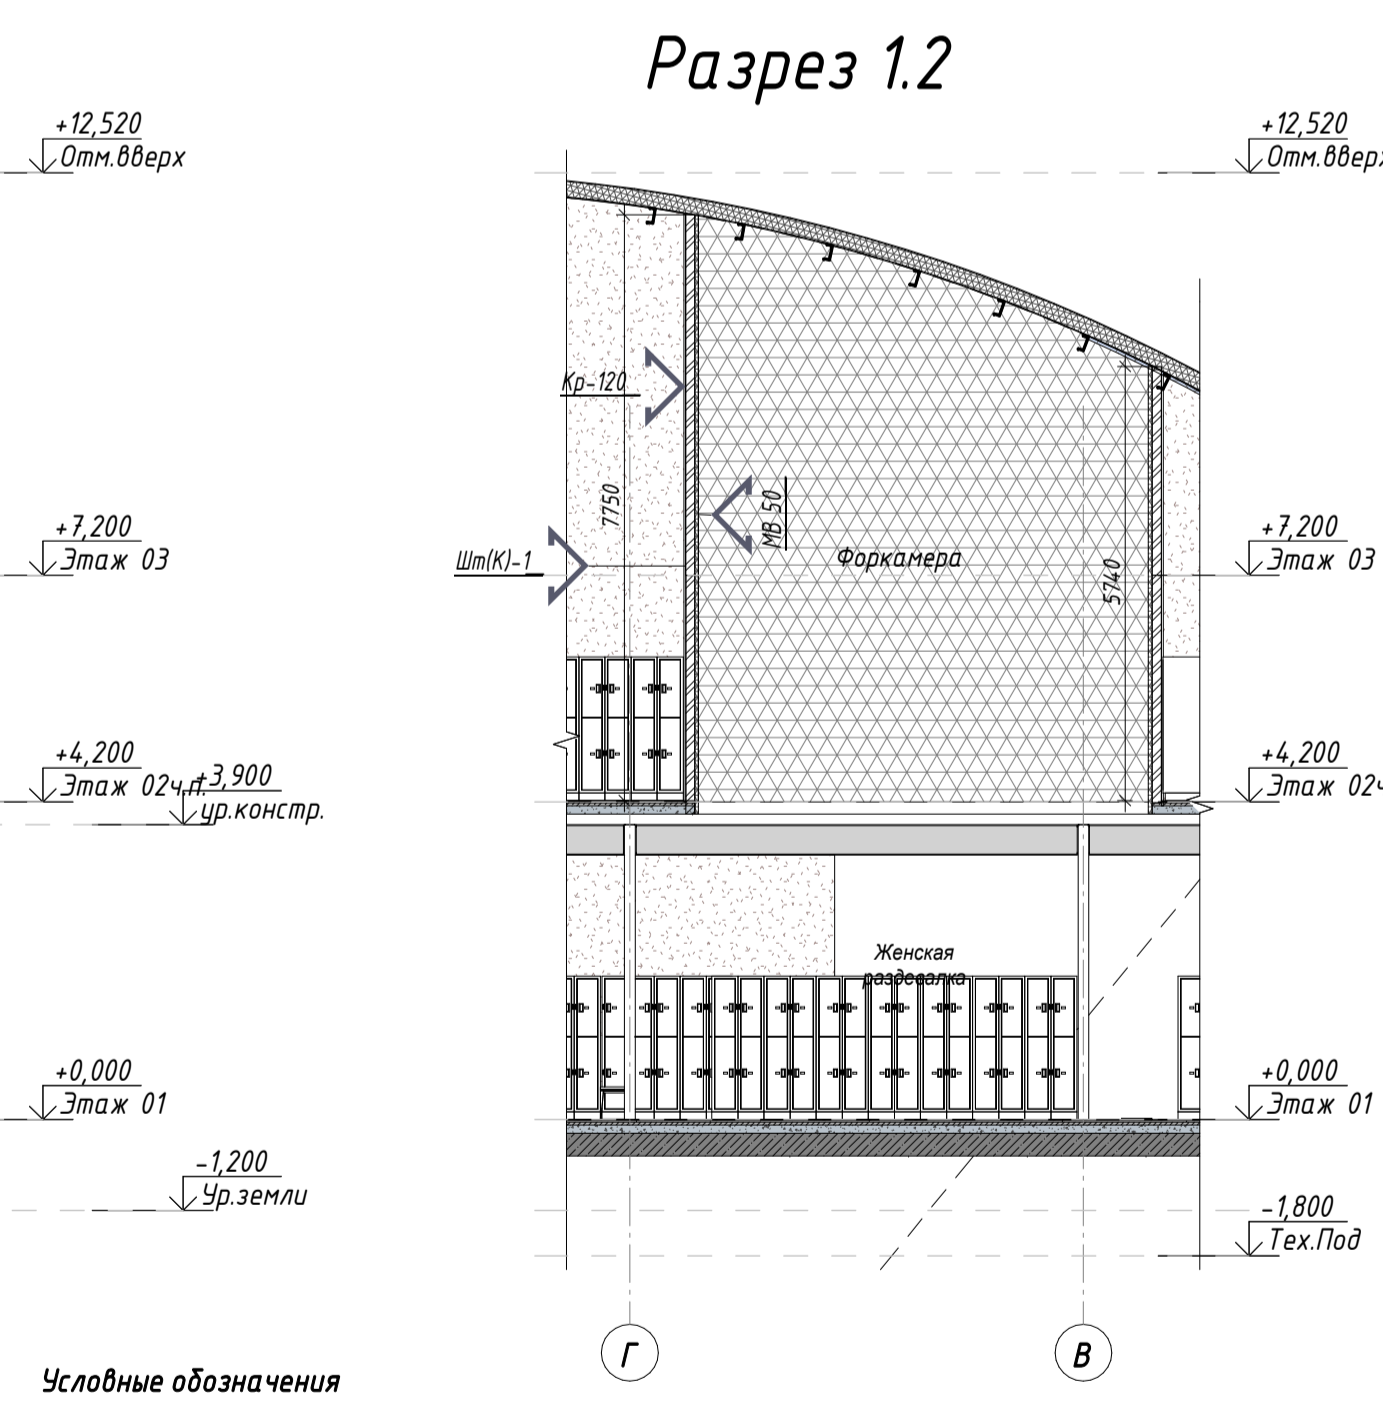 Разрез 1.2
+12,520
Отм.вверх
+12,520
Отм.вверх
Кр-120
7750
МВ 50
Форкамера
5740
Шт(К)-1
+7,200
Этаж 03
+7,200
Этаж 03
+4,200
Этаж 02ч.п.
+3,900
ур.констр.
+4,200
Этаж 02ч
Женская
раздевалка
+0,000
Этаж 01
+0,000
Этаж 01
-1,200
Ур.земли
-1,800
Тех.Под
Г
В
Условные обозначения